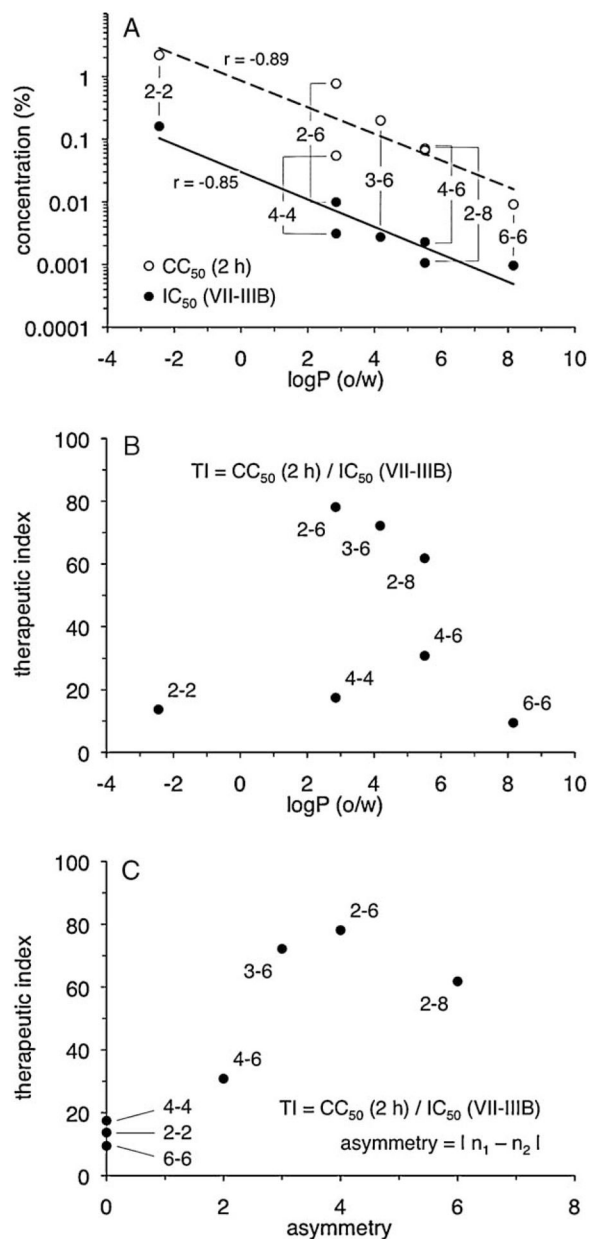 A
concentration (%)
1
0.1
0.01
0.001
0.0001
r = -0.89
r = -0.85
2-2
2-6
4-4
3-6
4-6
2-8
6-6
CC50 (2 h)
IC50 (VII-IIIB)
-4 -2 0 2 4 6 8 10
logP (o/w)
B
therapeutic index
100
80
60
40
20
0
TI = CC50 (2 h) / IC50 (VII-IIIB)
2-6
3-6
2-8
4-6
4-4
2-2
6-6
-4 -2 0 2 4 6 8 10
logP (o/w)
C
therapeutic index
100
80
60
40
20
0
2-6
3-6
2-8
4-6
4-4
2-2
6-6
TI = CC50 (2 h) / IC50 (VII-IIIB)
asymmetry = | n1 – n2 |
0 2 4 6 8
asymmetry